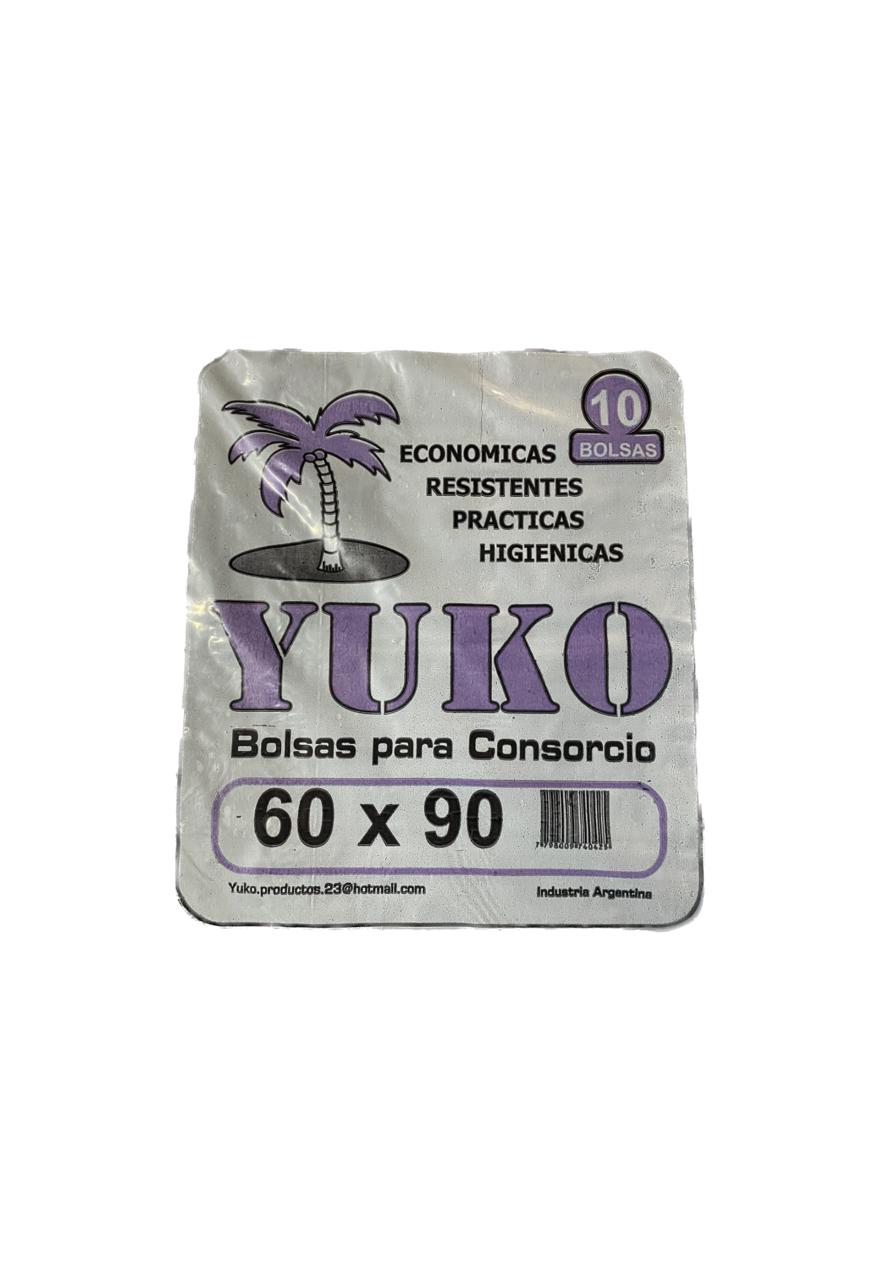 10
BOLSAS
ECONOMICAS
RESISTENTES
PRACTICAS
HIGIENICAS
YUKO
Bolsas para Consorcio
60 x 90
Yuko.productos.23@hotmail.com
Industria Argentina